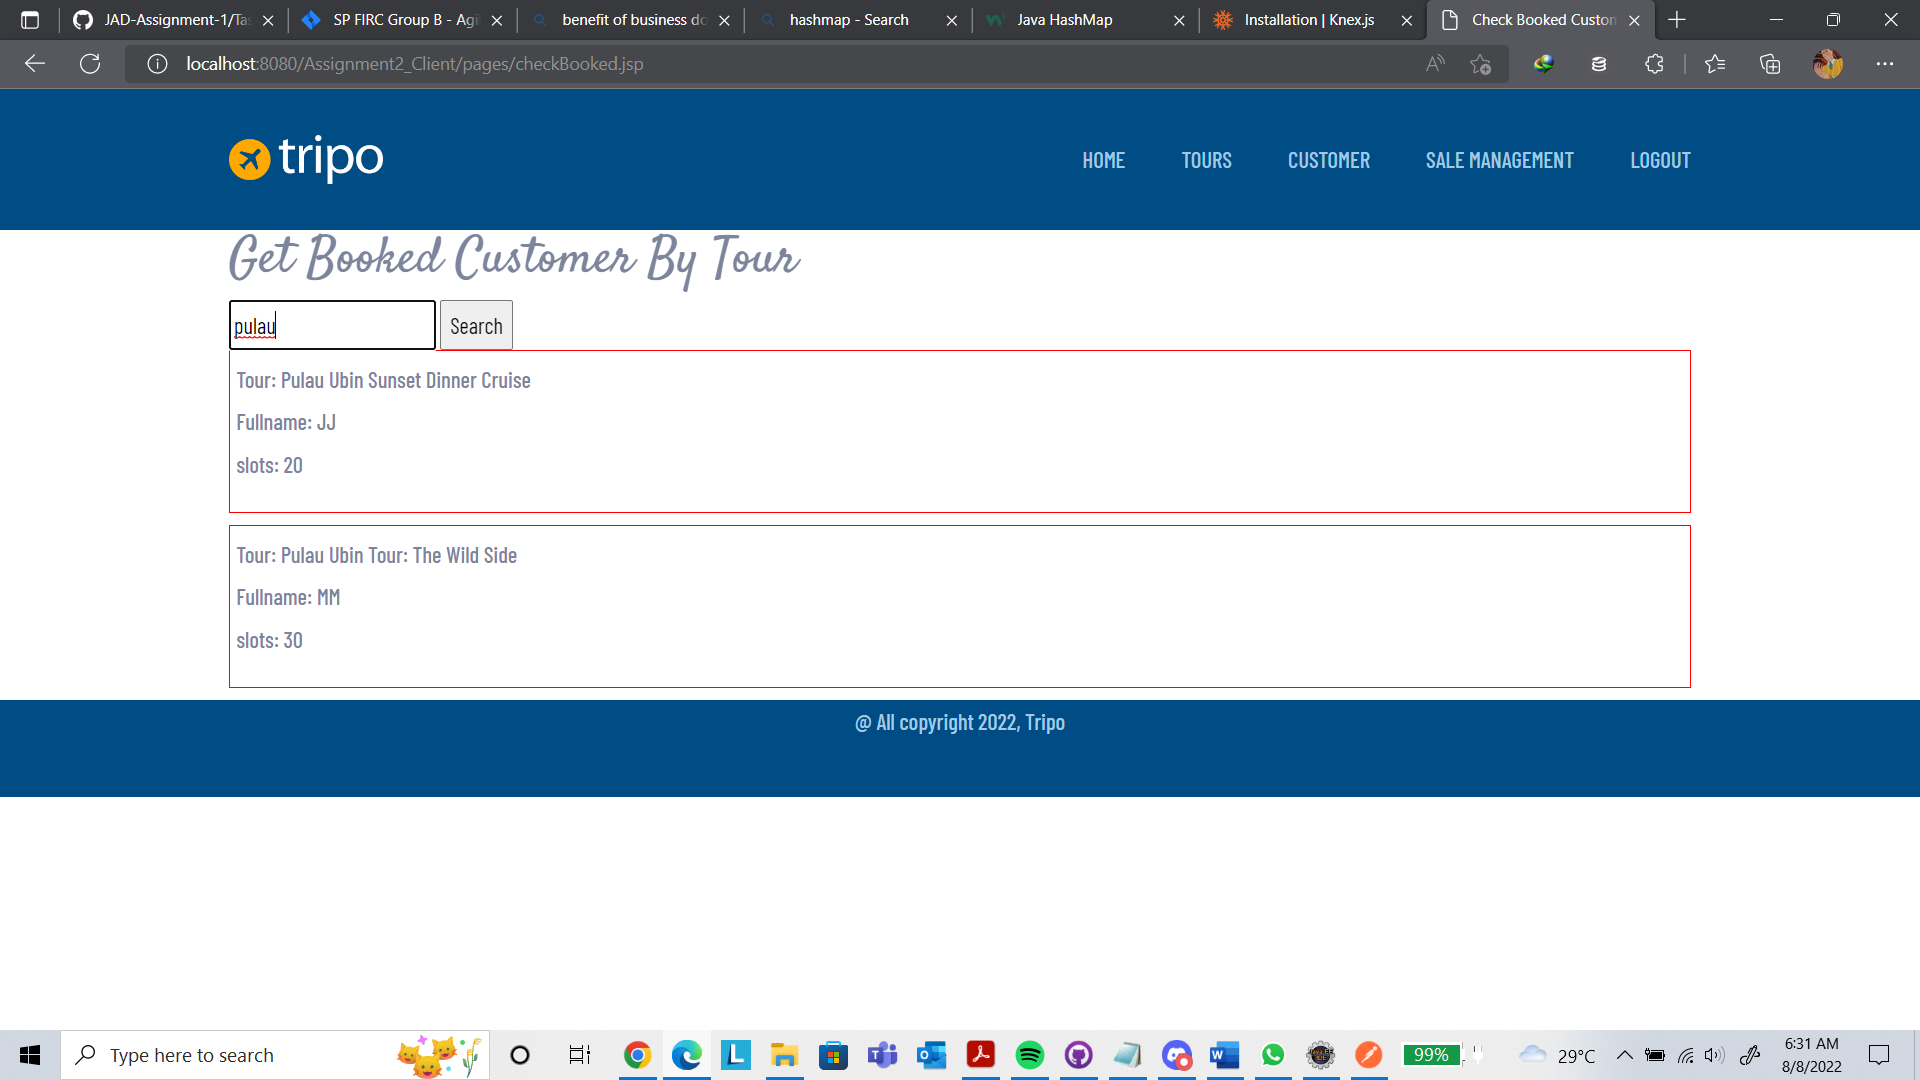 JAD-Assignment-1/Tas
SP FIRC Group B - Agi
benefit of business do
hashmap - Search
Java HashMap
Installation | Knex.js
Check Booked Custom
localhost:8080/Assignment2_Client/pages/checkBooked.jsp
tripo
HOME
TOURS
CUSTOMER
SALE MANAGEMENT
LOGOUT
Get Booked Customer By Tour
pulau
Search
Tour: Pulau Ubin Sunset Dinner Cruise
Fullname: JJ
slots: 20
Tour: Pulau Ubin Tour: The Wild Side
Fullname: MM
slots: 30
@ All copyright 2022, Tripo
Type here to search
99%
29°C
6:31 AM
8/8/2022